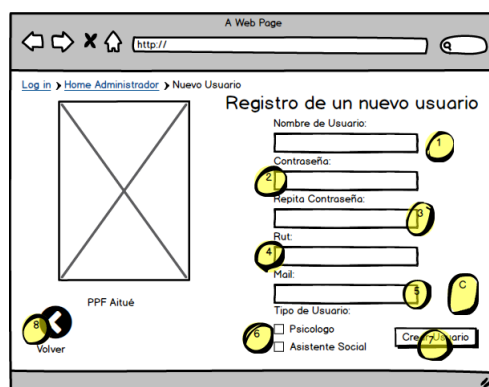 A Web Page
http://
Log in > Home Administrador > Nuevo Usuario
Registro de un nuevo usuario
Nombre de Usuario:
1
Contraseña:
2
Repita Contraseña:
3
Rut:
4
Mail:
5
C
PPF Aitué
Tipo de Usuario:
8
6
Psicologo
Crear Usuario
7
Volver
Asistente Social